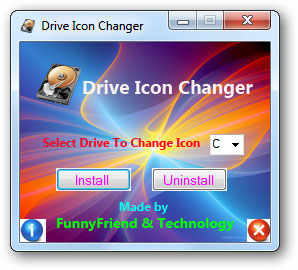 Drive Icon Changer
Drive Icon Changer
Select Drive To Change Icon C
Install Uninstall
Made by
FunnyFriend & Technology